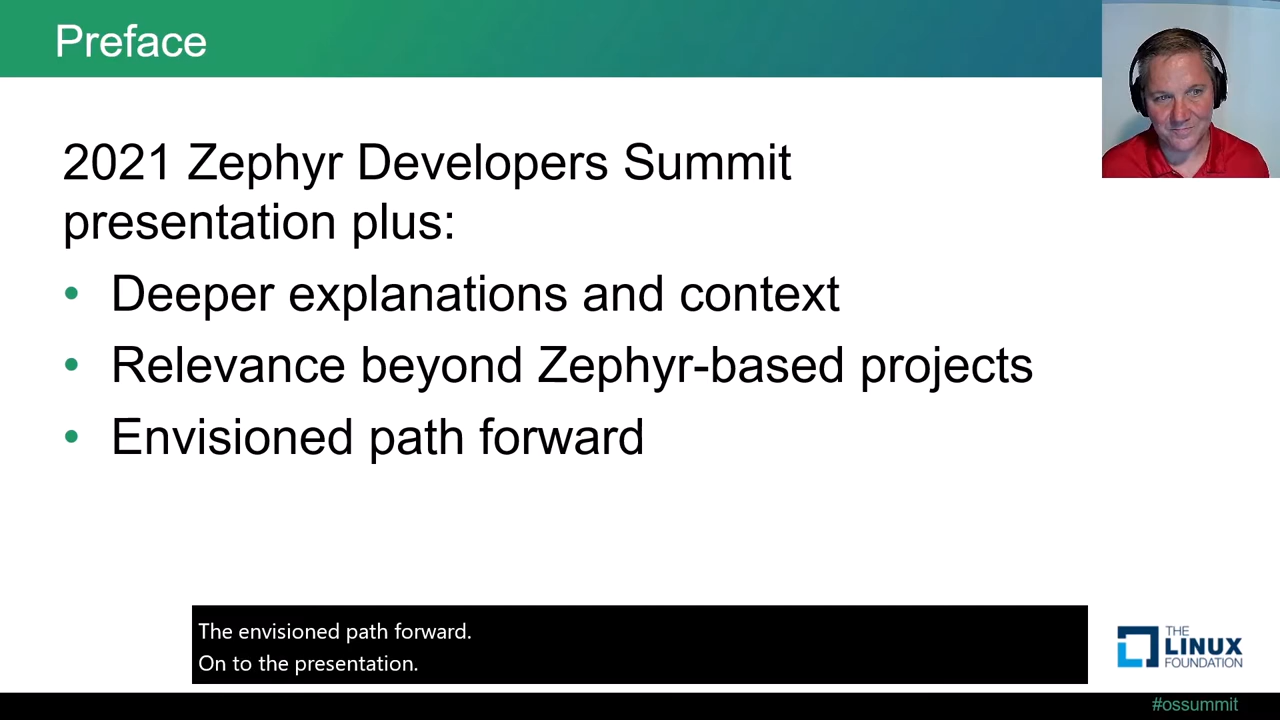 Preface
2021 Zephyr Developers Summit
presentation plus:
• Deeper explanations and context
• Relevance beyond Zephyr-based projects
• Envisioned path forward
The envisioned path forward.
On to the presentation.
THE
LINUX
FOUNDATION
#ossummit